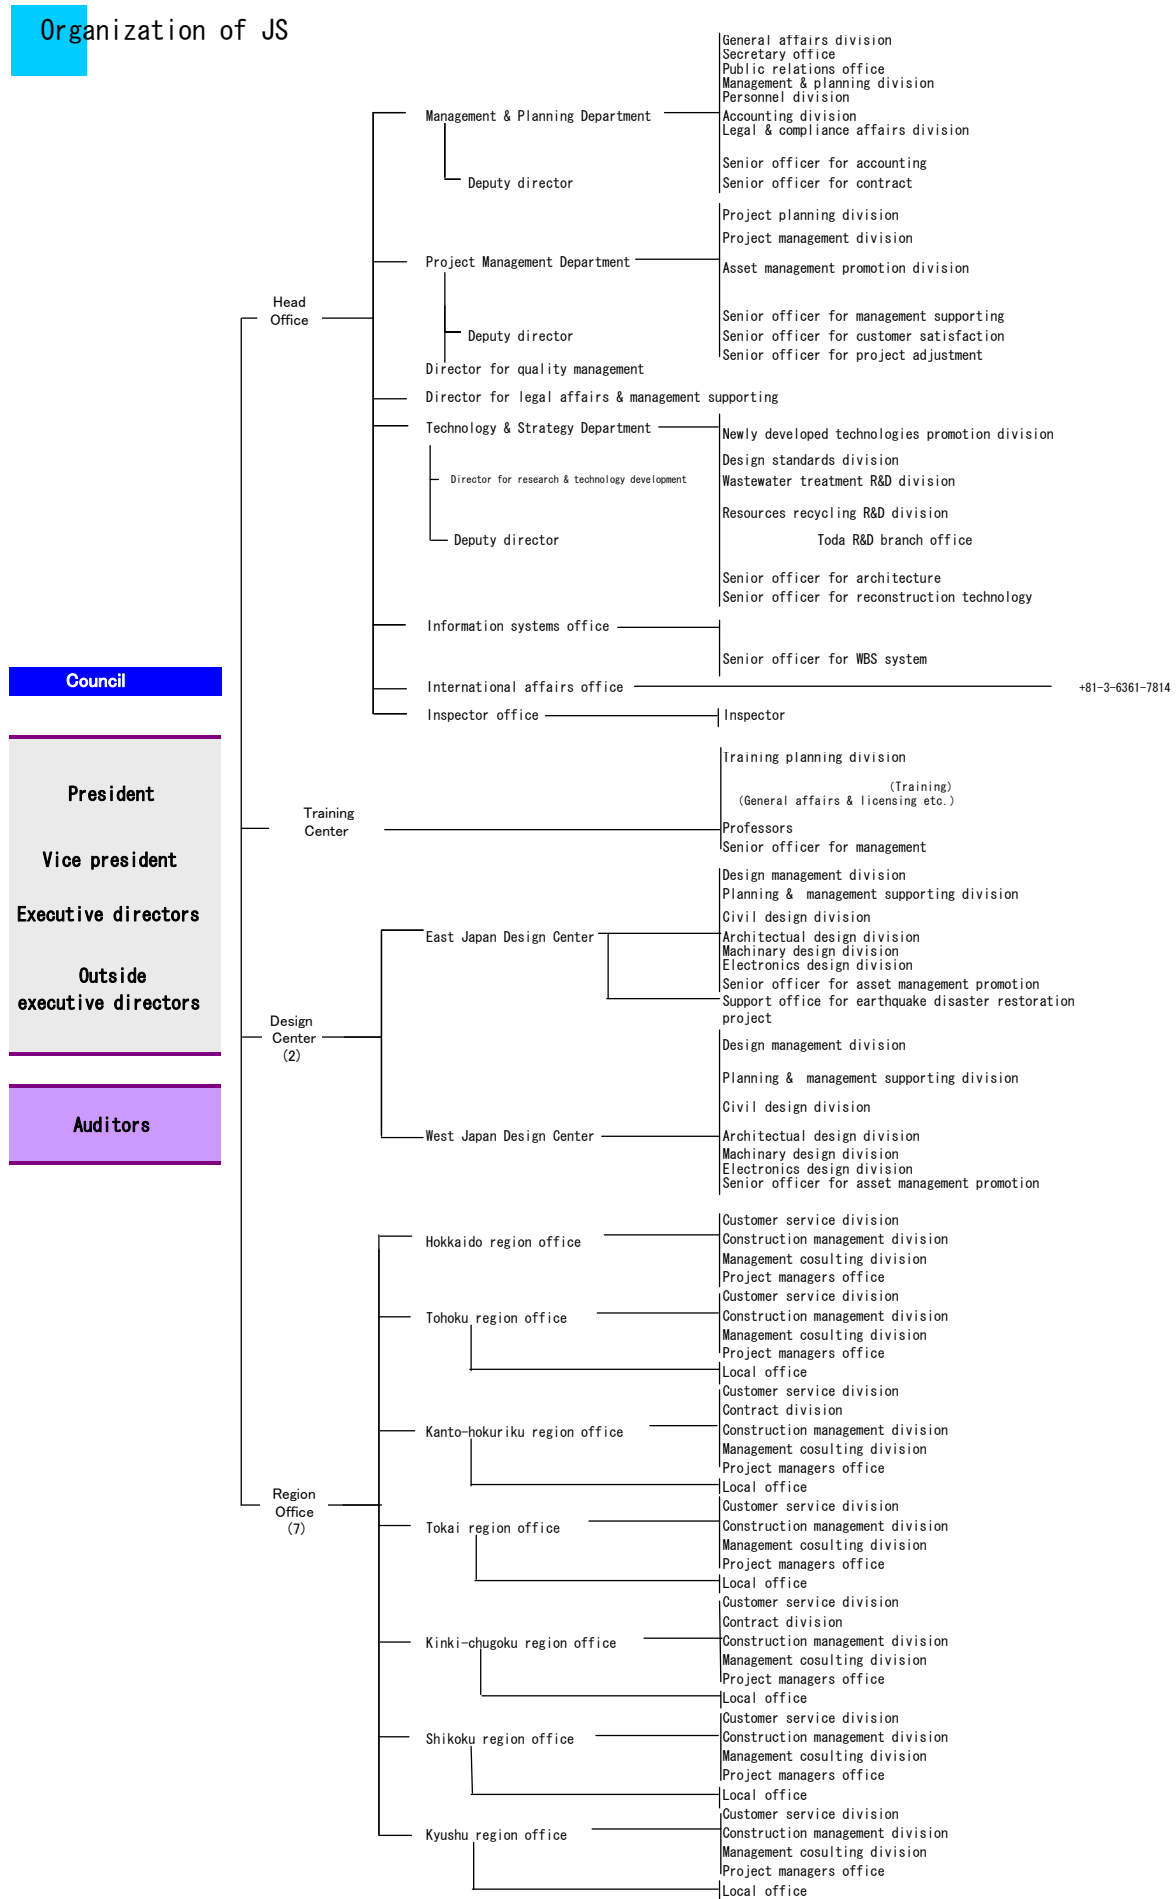 Organization of JS
General affairs division
Secretary office
Public relations office
Management & planning division
Personnel division
Management & Planning Department
Accounting division
Legal & compliance affairs division
Senior officer for accounting
Deputy director
Senior officer for contract
Project planning division
Project management division
Project Management Department
Asset management promotion division
Head
Office
Senior officer for management supporting
Deputy director
Senior officer for customer satisfaction
Senior officer for project adjustment
Director for quality management
Director for legal affairs & management supporting
Technology & Strategy Department
Newly developed technologies promotion division
Design standards division
Director for research & technology development
Wastewater treatment R&D division
Resources recycling R&D division
Deputy director
Toda R&D branch office
Senior officer for architecture
Senior officer for reconstruction technology
Information systems office
Senior officer for WBS system
Council
International affairs office
+81-3-6361-7814
Inspector office
Inspector
President
Vice president
Executive directors
Outside
executive directors
Auditors
Training
Center
Training planning division
(Training)
(General affairs & licensing etc.)
Professors
Senior officer for management
Design
Center
(2)
East Japan Design Center
Design management division
Planning &  management supporting division
Civil design division
Architectual design division
Machinary design division
Electronics design division
Senior officer for asset management promotion
Support office for earthquake disaster restoration
project
West Japan Design Center
Design management division
Planning &  management supporting division
Civil design division
Architectual design division
Machinary design division
Electronics design division
Senior officer for asset management promotion
Region
Office
(7)
Hokkaido region office
Customer service division
Construction management division
Management cosulting division
Project managers office
Tohoku region office
Customer service division
Construction management division
Management cosulting division
Project managers office
Local office
Kanto-hokuriku region office
Customer service division
Contract division
Construction management division
Management cosulting division
Project managers office
Local office
Tokai region office
Customer service division
Construction management division
Management cosulting division
Project managers office
Local office
Kinki-chugoku region office
Customer service division
Contract division
Construction management division
Management cosulting division
Project managers office
Local office
Shikoku region office
Customer service division
Construction management division
Management cosulting division
Project managers office
Local office
Kyushu region office
Customer service division
Construction management division
Management cosulting division
Project managers office
Local office